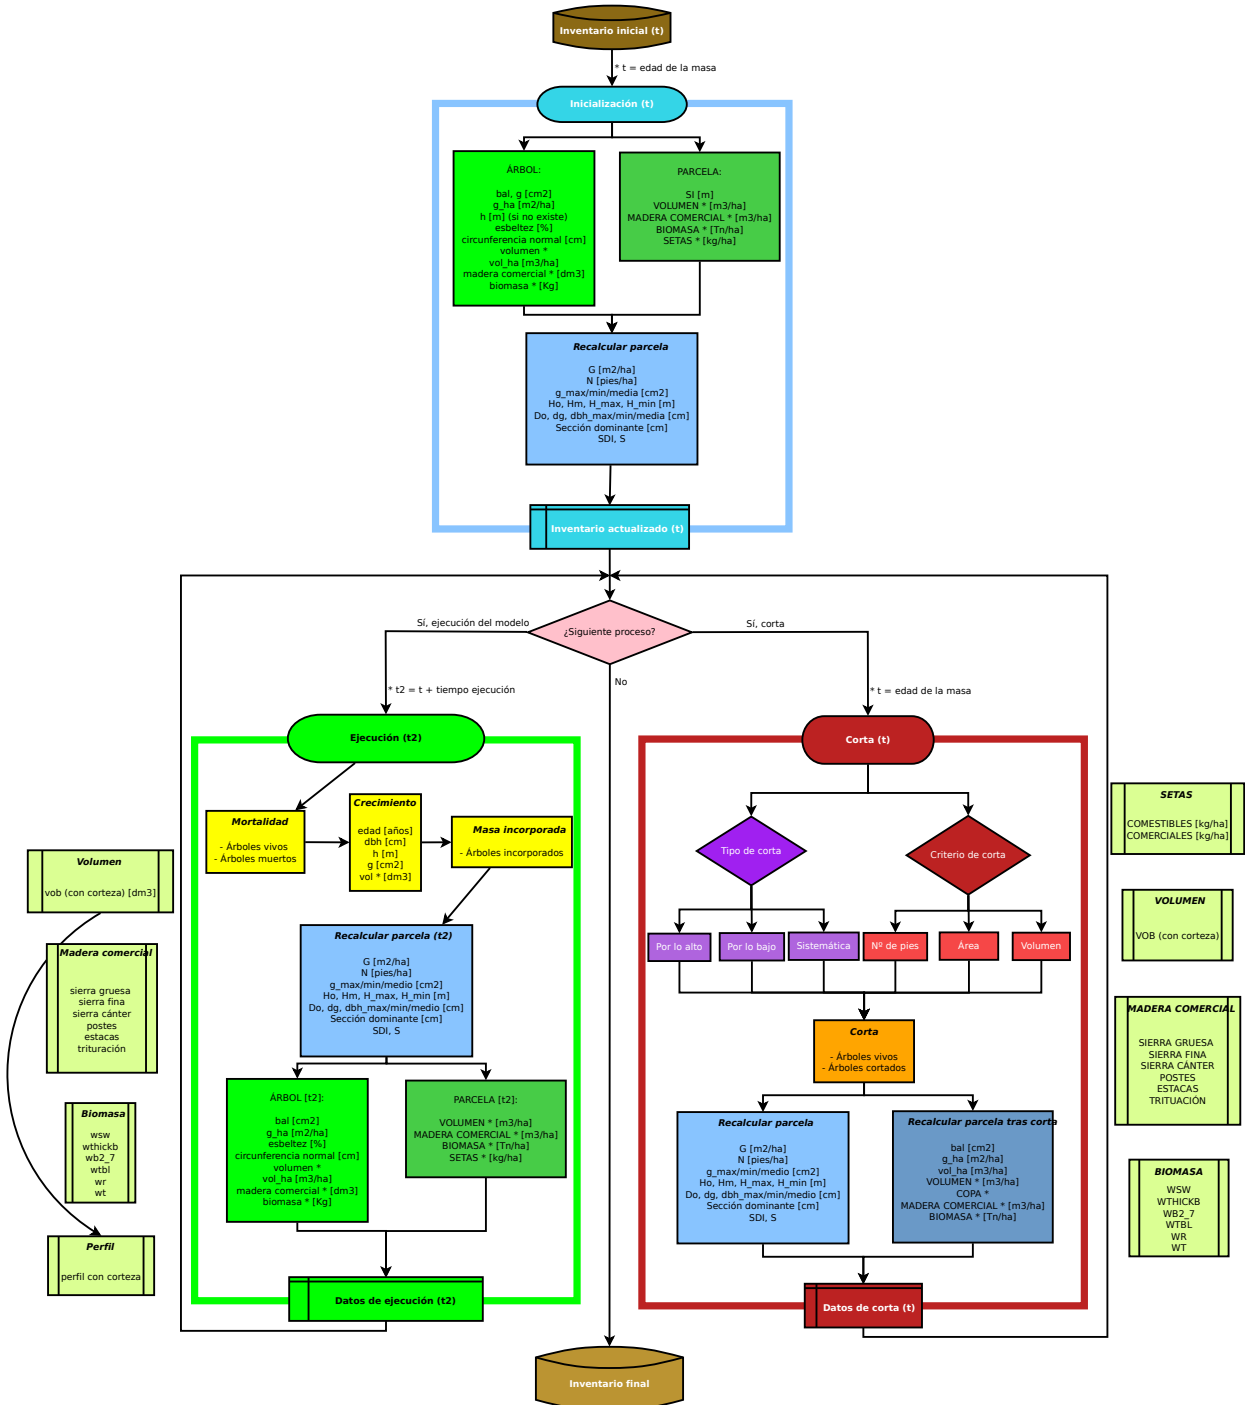 Inventario inicial (t)
* t = edad de la masa
Inicialización (t)
ÁRBOL:
bal, g [cm2]
g_ha [m2/ha]
h [m] (si no existe)
esbeltez [%]
circunferencia normal [cm]
volumen *
vol_ha [m3/ha]
madera comercial * [dm3]
biomasa * [Kg]
PARCELA:
SI [m]
VOLUMEN * [m3/ha]
MADERA COMERCIAL * [m3/ha]
BIOMASA * [Tn/ha]
SETAS * [kg/ha]
Recalcular parcela
G [m2/ha]
N [pies/ha]
g_max/min/media [cm2]
Ho, Hm, H_max, H_min [m]
Do, dg, dbh_max/min/media [cm]
Sección dominante [cm]
SDI, S
Inventario actualizado (t)
¿Siguiente proceso?
Sí, ejecución del modelo
Sí, corta
No
* t2 = t + tiempo ejecución
* t = edad de la masa
Ejecución (t2)
Mortalidad
- Árboles vivos
- Árboles muertos
Crecimiento
edad [años]
dbh [cm]
h [m]
g [cm2]
vol * [dm3]
Masa incorporada
- Árboles incorporados
Recalcular parcela (t2)
G [m2/ha]
N [pies/ha]
g_max/min/medio [cm2]
Ho, Hm, H_max, H_min [m]
Do, dg, dbh_max/min/medio [cm]
Sección dominante [cm]
SDI, S
ÁRBOL [t2]:
bal [cm2]
g_ha [m2/ha]
esbeltez [%]
circunferencia normal [cm]
volumen *
vol_ha [m3/ha]
madera comercial * [dm3]
biomasa * [Kg]
PARCELA [t2]:
VOLUMEN * [m3/ha]
MADERA COMERCIAL * [m3/ha]
BIOMASA * [Tn/ha]
SETAS * [kg/ha]
Datos de ejecución (t2)
Corta (t)
Tipo de corta
Criterio de corta
Por lo alto
Por lo bajo
Sistemática
Nº de pies
Área
Volumen
Corta
- Árboles vivos
- Árboles cortados
Recalcular parcela
G [m2/ha]
N [pies/ha]
g_max/min/medio [cm2]
Ho, Hm, H_max, H_min [m]
Do, dg, dbh_max/min/medio [cm]
Sección dominante [cm]
SDI, S
Recalcular parcela tras corta
bal [cm2]
g_ha [m2/ha]
vol_ha [m3/ha]
VOLUMEN * [m3/ha]
COPA *
MADERA COMERCIAL * [m3/ha]
BIOMASA * [Tn/ha]
Datos de corta (t)
Inventario final
Volumen
vob (con corteza) [dm3]
Madera comercial
sierra gruesa
sierra fina
sierra cánter
postes
estacas
trituración
Biomasa
wsw
wthickb
wb2_7
wtbl
wr
wt
Perfil
perfil con corteza
SETAS
COMESTIBLES [kg/ha]
COMERCIALES [kg/ha]
VOLUMEN
VOB (con corteza)
MADERA COMERCIAL
SIERRA GRUESA
SIERRA FINA
SIERRA CÁNTER
POSTES
ESTACAS
TRITUACIÓN
BIOMASA
WSW
WTHICKB
WB2_7
WTBL
WR
WT